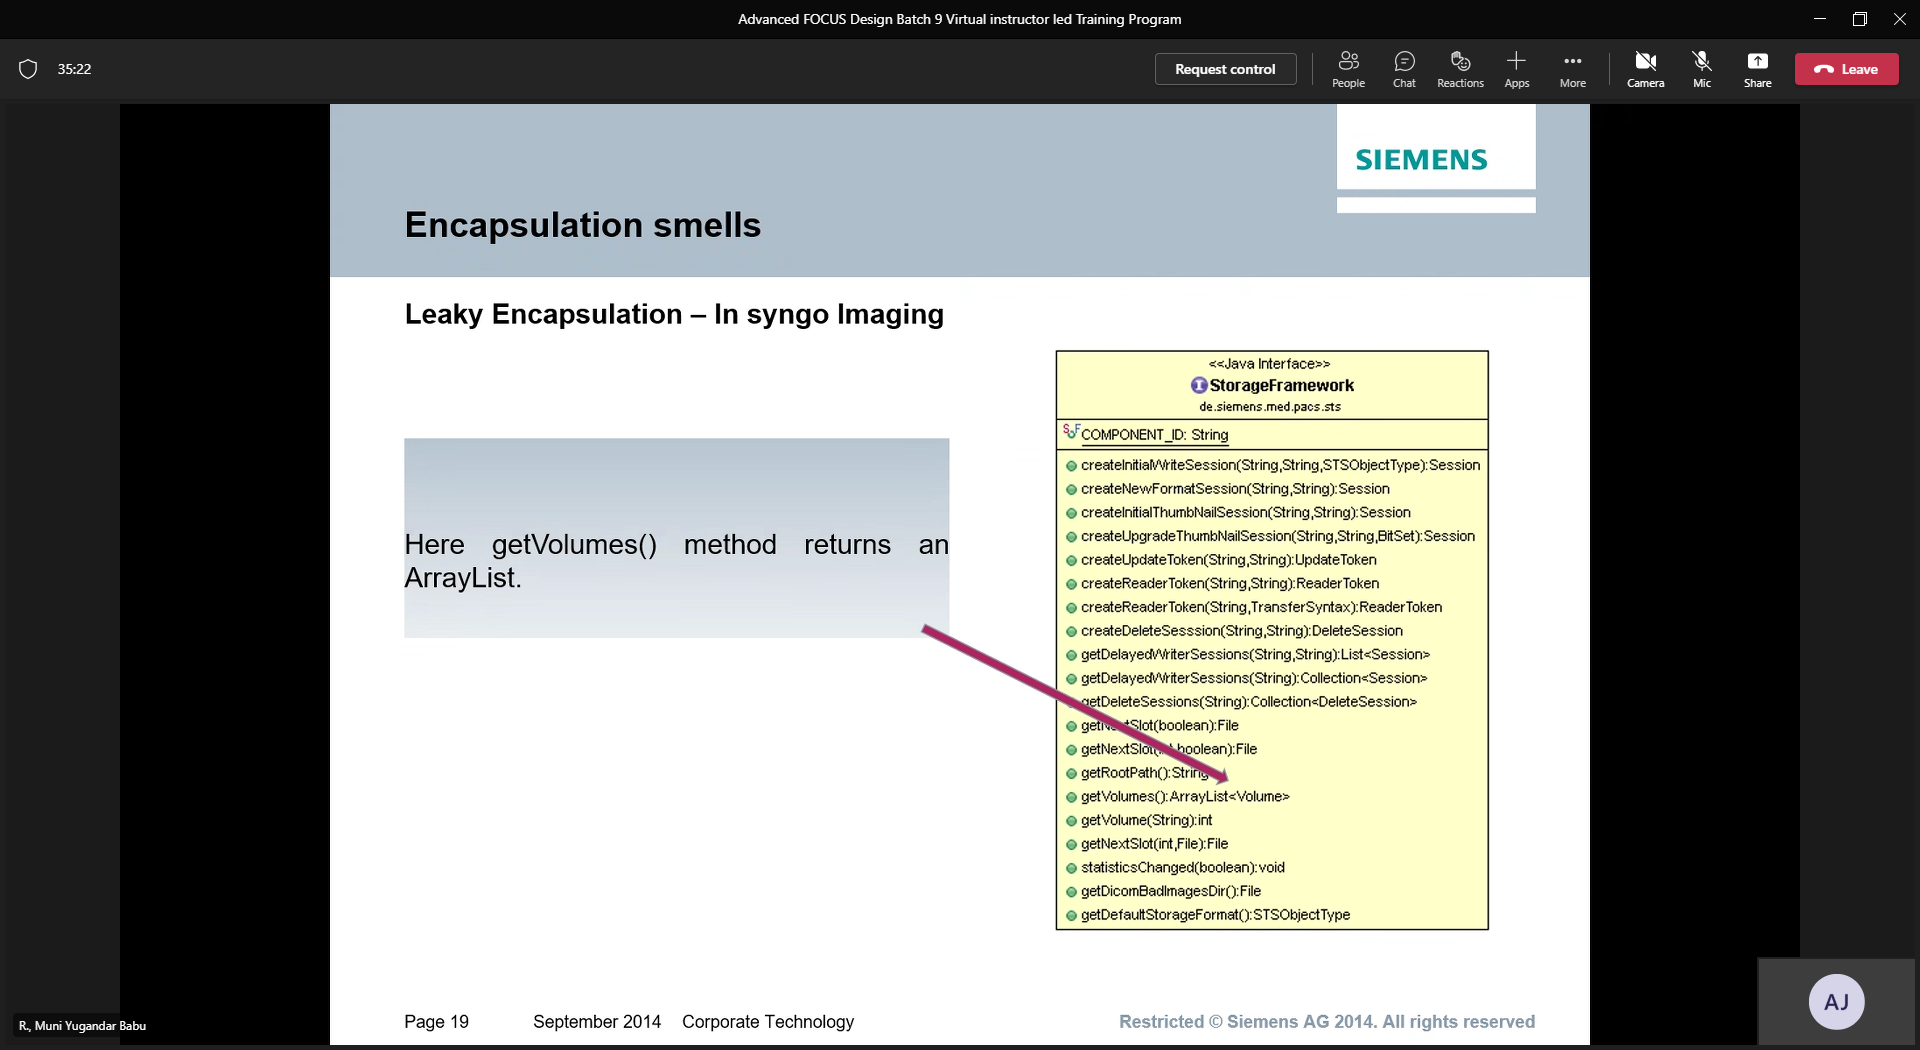 Advanced FOCUS Design Batch 9 Virtual instructor led Training Program
35:22
Request control
People
Chat
Reactions
Apps
More
Camera
Mic
Share
Leave
SIEMENS
Encapsulation smells
Leaky Encapsulation – In syngo Imaging
Here getVolumes() method returns an
ArrayList.
<<Java Interface>>
I StorageFramework
de.siemens.med.pacs.sts
S F COMPONENT_ID: String
createInitialWriteSession(String,String,STSObjectType):Session
createNewFormatSession(String,String):Session
createInitialThumbNailSession(String,String):Session
createUpgradeThumbNailSession(String,String,BitSet):Session
createUpdateToken(String,String):UpdateToken
createReaderToken(String,String):ReaderToken
createReaderToken(String,TransferSyntax):ReaderToken
createDeleteSesssion(String,String):DeleteSession
getDelayedWriterSessions(String,String):List<Session>
getDelayedWriterSessions(String):Collection<Session>
getDeleteSessions(String):Collection<DeleteSession>
getNextSlot(boolean):File
getNextSlot(int,boolean):File
getRootPath():String
getVolumes():ArrayList<Volume>
getVolume(String):int
getNextSlot(int,File):File
statisticsChanged(boolean):void
getDicomBadImagesDir():File
getDefaultStorageFormat():STSObjectType
Page 19
September 2014
Corporate Technology
Restricted © Siemens AG 2014. All rights reserved
R., Muni Yugandar Babu
AJ